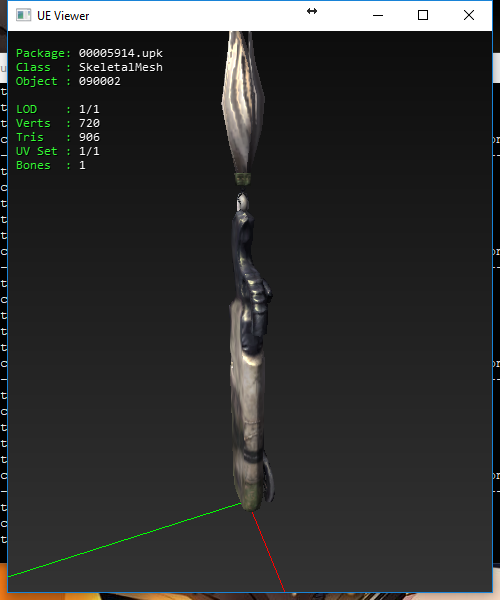 UE Viewer
Package: 00005914.upk
Class : SkeletalMesh
Object : 090002
LOD : 1/1
Verts : 720
Tris : 906
UV Set : 1/1
Bones : 1